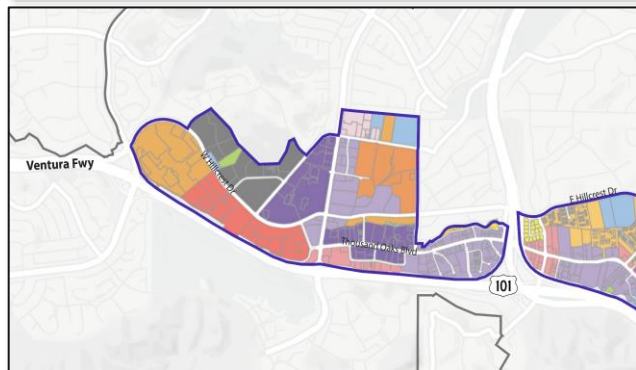 Ventura Fwy
W Hillcrest Dr
Thousand Oaks Blvd
E Hillcrest Dr
101